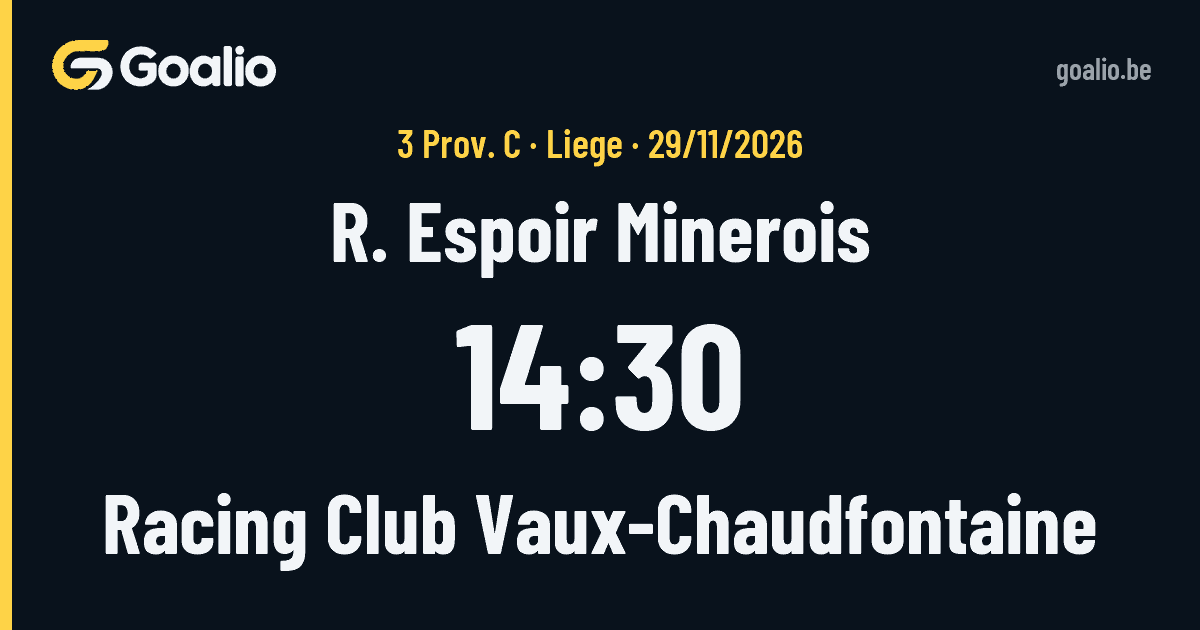 Goalio
goalio.be
3 Prov. C · Liege · 29/11/2026
R. Espoir Minerois
14:30
Racing Club Vaux-Chaudfontaine